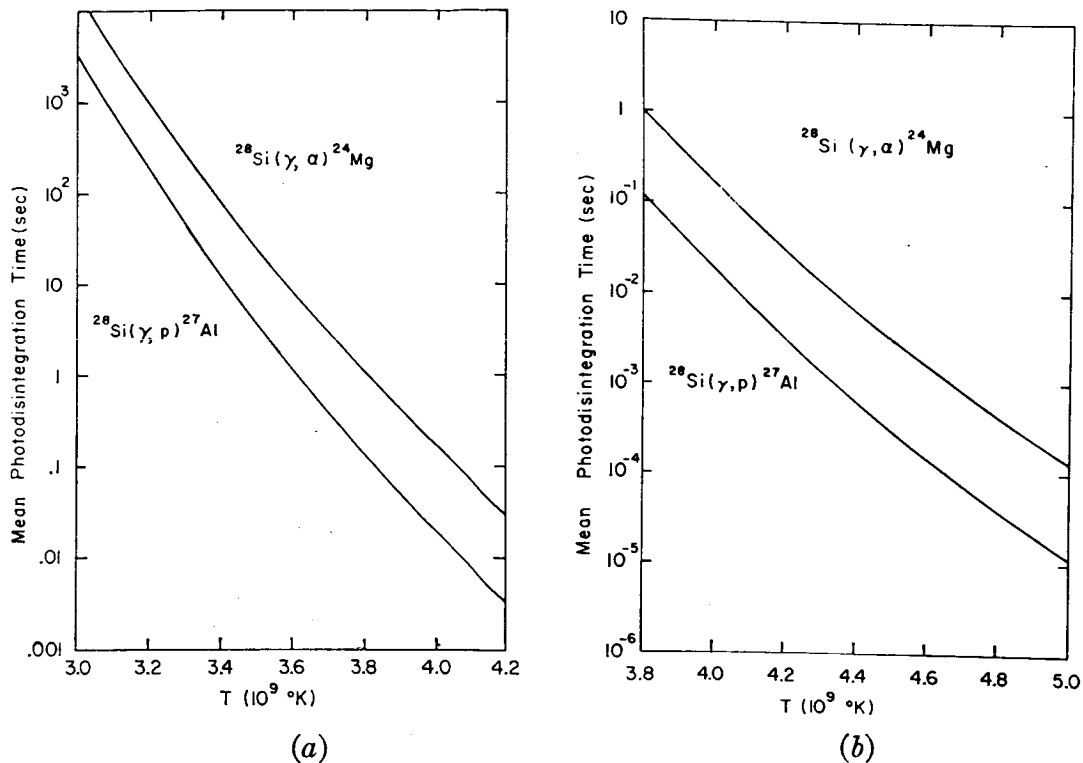 Mean Photodisintegration Time (sec)
10³
10²
10
1
.1
.01
.001
²⁸Si(γ, α)²⁴Mg
²⁸Si(γ, p)²⁷Al
3.0 3.2 3.4 3.6 3.8 4.0 4.2
T (10⁹ °K)
(a)
Mean Photodisintegration Time (sec)
10
1
10⁻¹
10⁻²
10⁻³
10⁻⁴
10⁻⁵
10⁻⁶
²⁸Si (γ, α)²⁴Mg
²⁸Si(γ, p)²⁷Al
3.8 4.0 4.2 4.4 4.6 4.8 5.0
T (10⁹ °K)
(b)